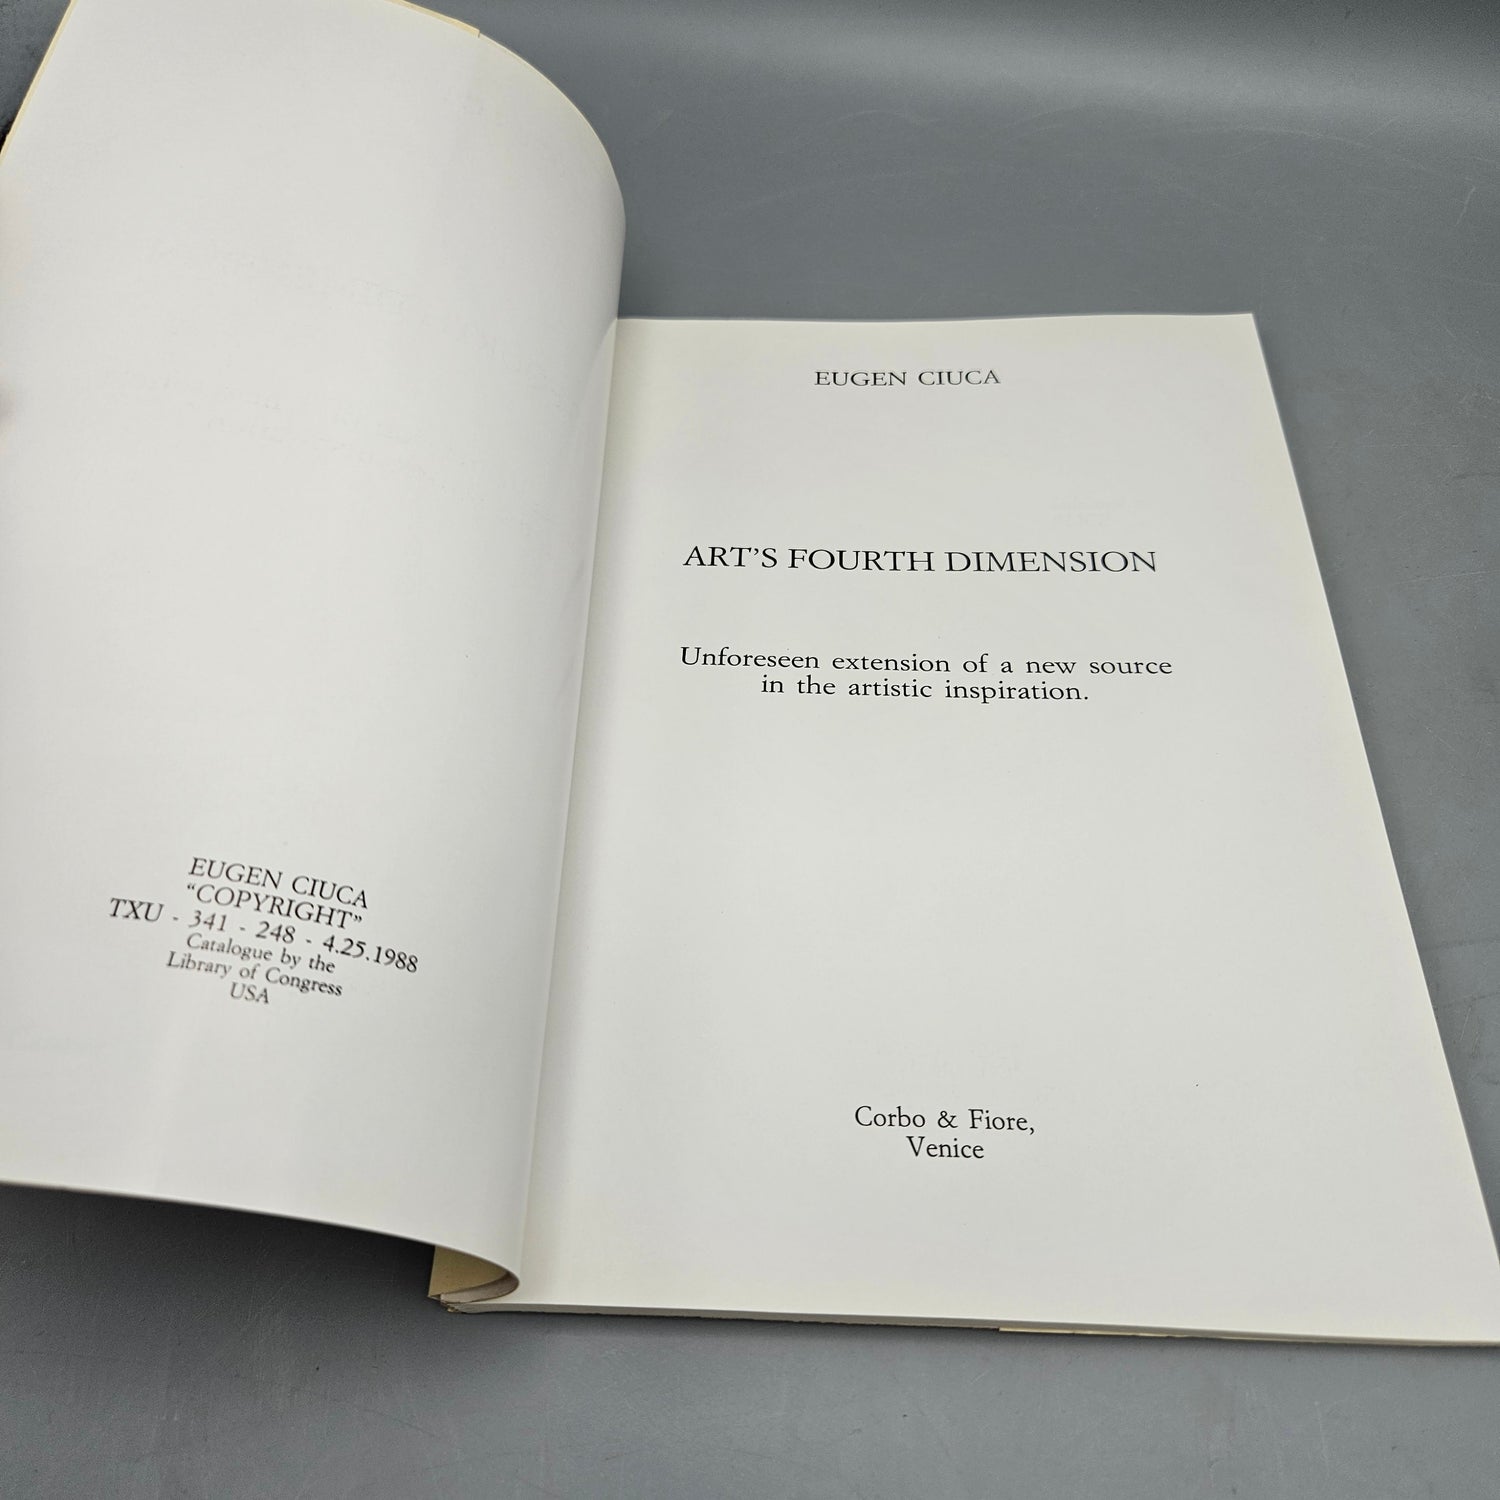 EUGEN CIUCA
"COPYRIGHT"
TXU - 341 - 248 - 4.25.1988
Catalogue by the
Library of Congress
USA
EUGEN CIUCA
ART'S FOURTH DIMENSION
Unforeseen extension of a new source
in the artistic inspiration.
Corbo & Fiore,
Venice